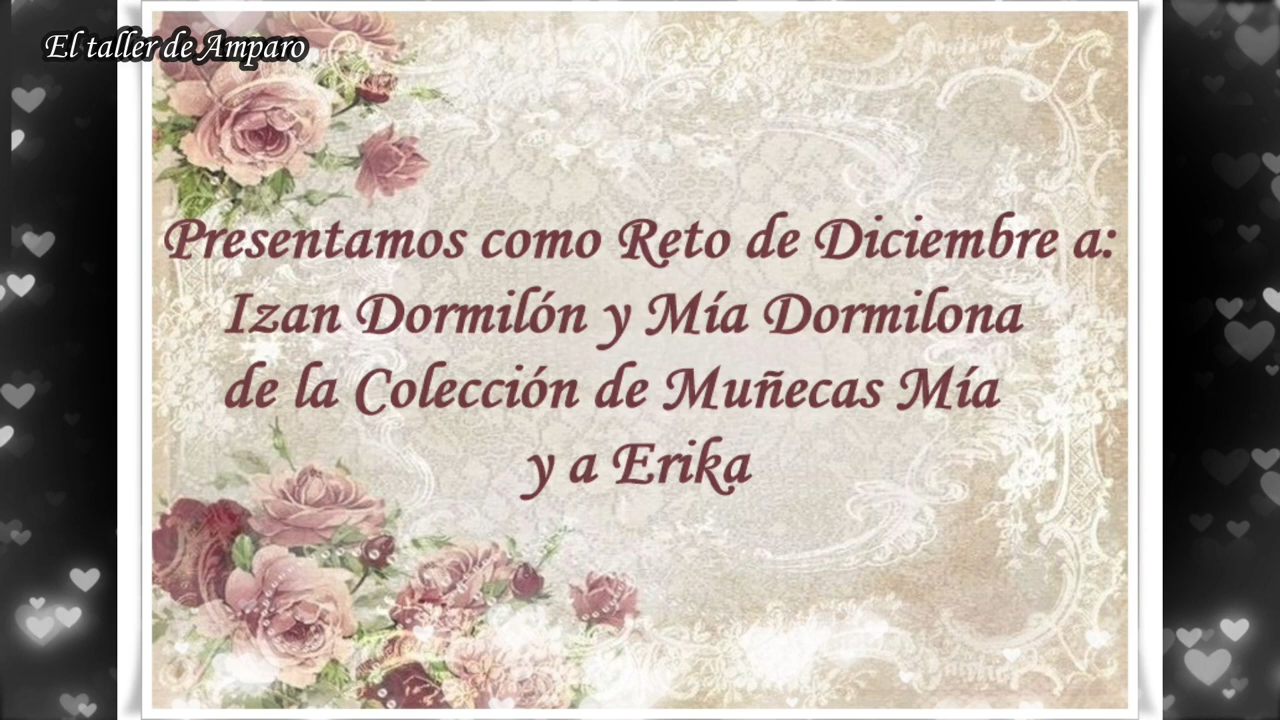 El taller de Amparo
Presentamos como Reto de Diciembre a:
Izan Dormilón y Mía Dormilona
de la Colección de Muñecas Mía
y a Erika